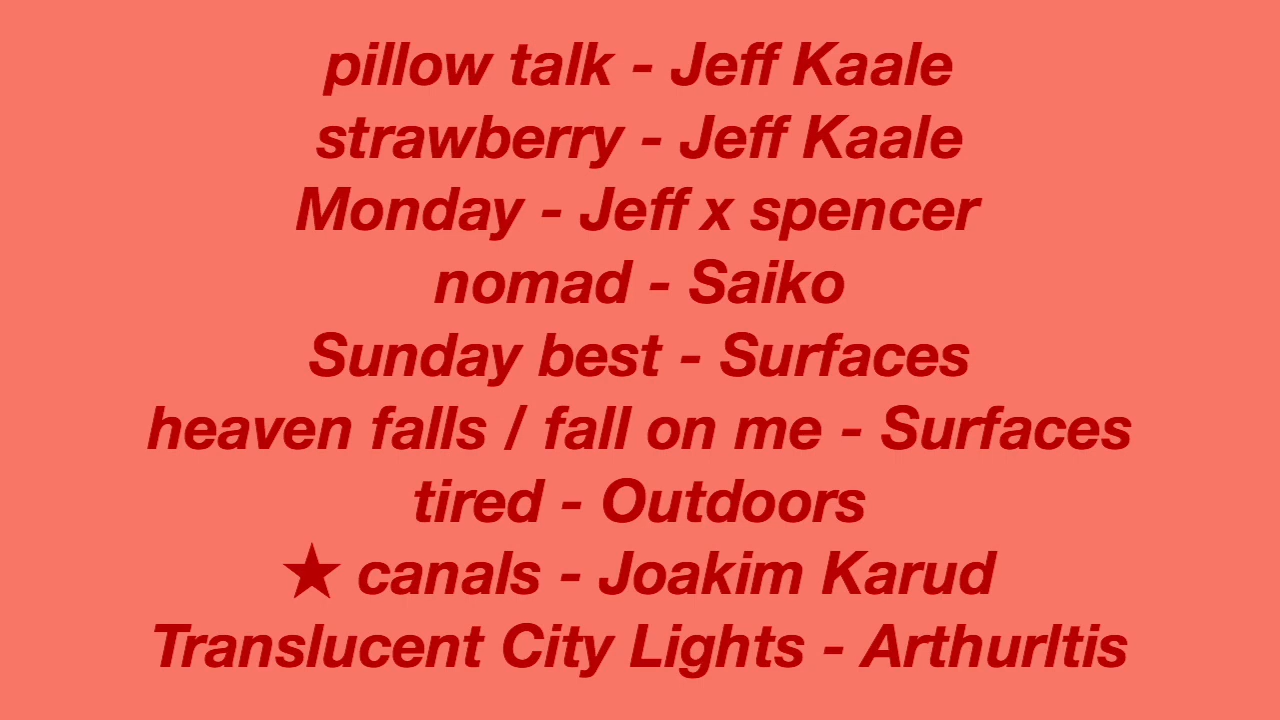 pillow talk - Jeff Kaale
strawberry - Jeff Kaale
Monday - Jeff x spencer
nomad - Saiko
Sunday best - Surfaces
heaven falls / fall on me - Surfaces
tired - Outdoors
★ canals - Joakim Karud
Translucent City Lights - Arthurltis